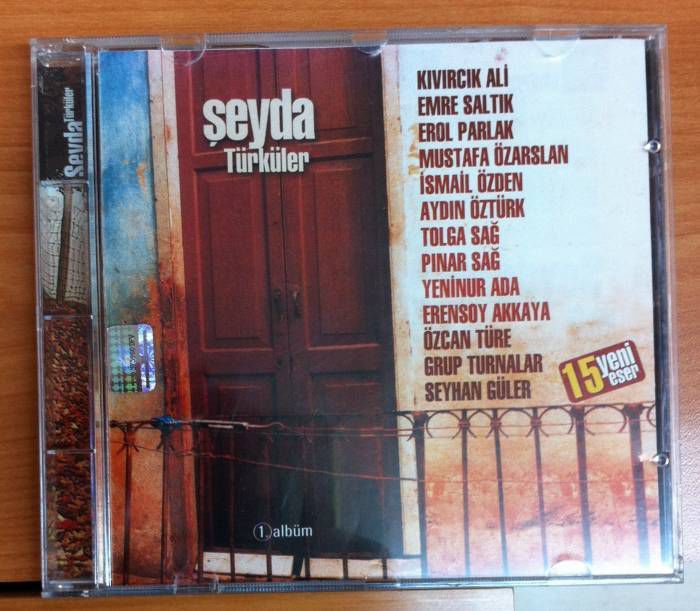 Seyda
Türküler
şeyda
Türküler
KIVIRCIK ALİ
EMRE SALTIK
EROL PARLAK
MUSTAFA ÖZARSLAN
İSMAİL ÖZDEN
AYDIN ÖZTÜRK
TOLGA SAĞ
PINAR SAĞ
YENİNUR ADA
ERENSOY AKKAYA
ÖZCAN TÜRE
GRUP TURNALAR
SEYHAN GÜLER
15 yeni
eser
1. albüm